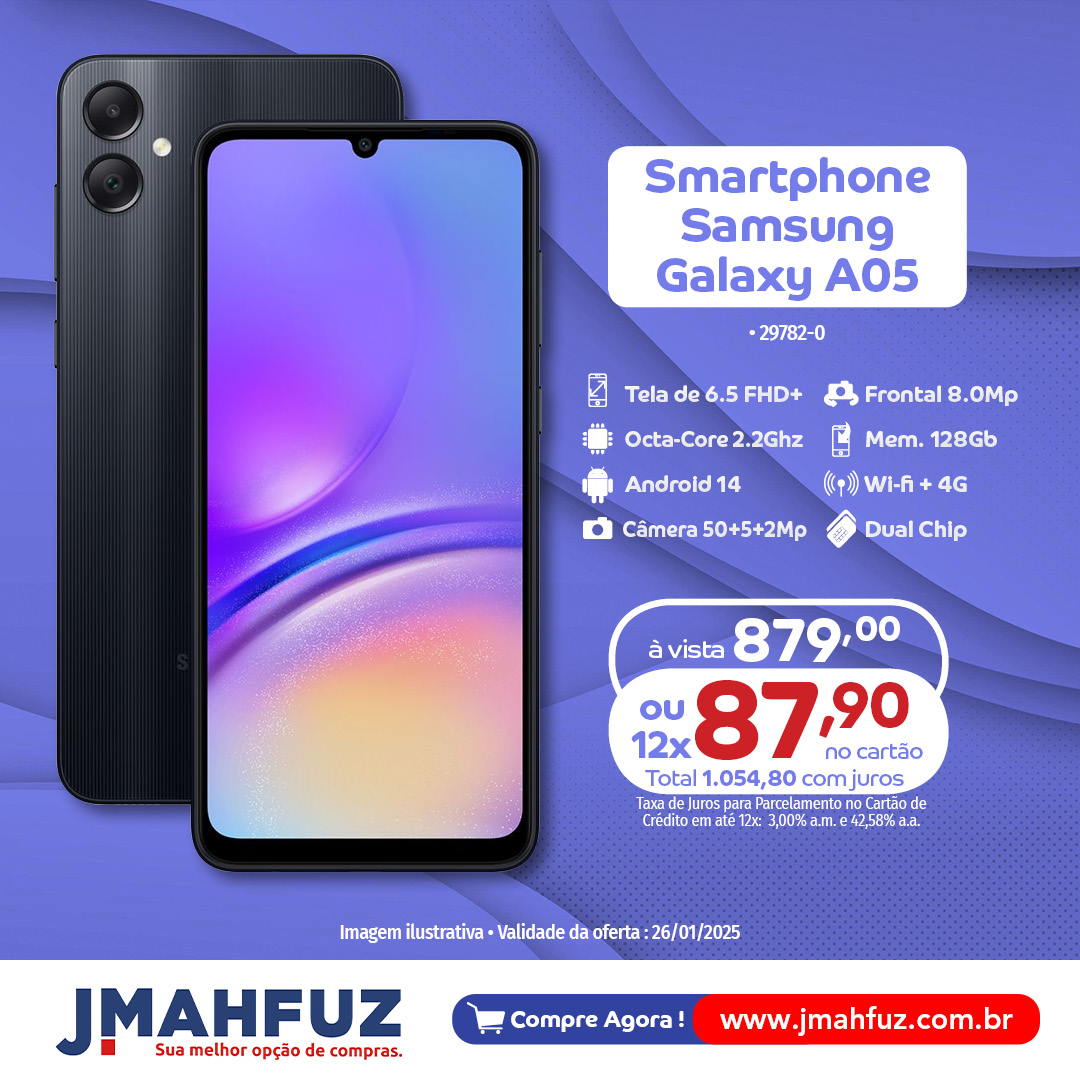 Smartphone
Samsung
Galaxy A05
• 29782-0
Tela de 6.5 FHD+
Frontal 8.0Mp
Octa-Core 2.2Ghz
Mem. 128Gb
Android 14
Wi-fi + 4G
Câmera 50+5+2Mp
Dual Chip
à vista 879,00
ou
12x 87,90
no cartão
Total 1.054,80 com juros
Taxa de Juros para Parcelamento no Cartão de
Crédito em até 12x: 3,00% a.m. e 42,58% a.a.
Imagem ilustrativa • Validade da oferta : 26/01/2025
JMAHFUZ
Sua melhor opção de compras.
Compre Agora !
www.jmahfuz.com.br